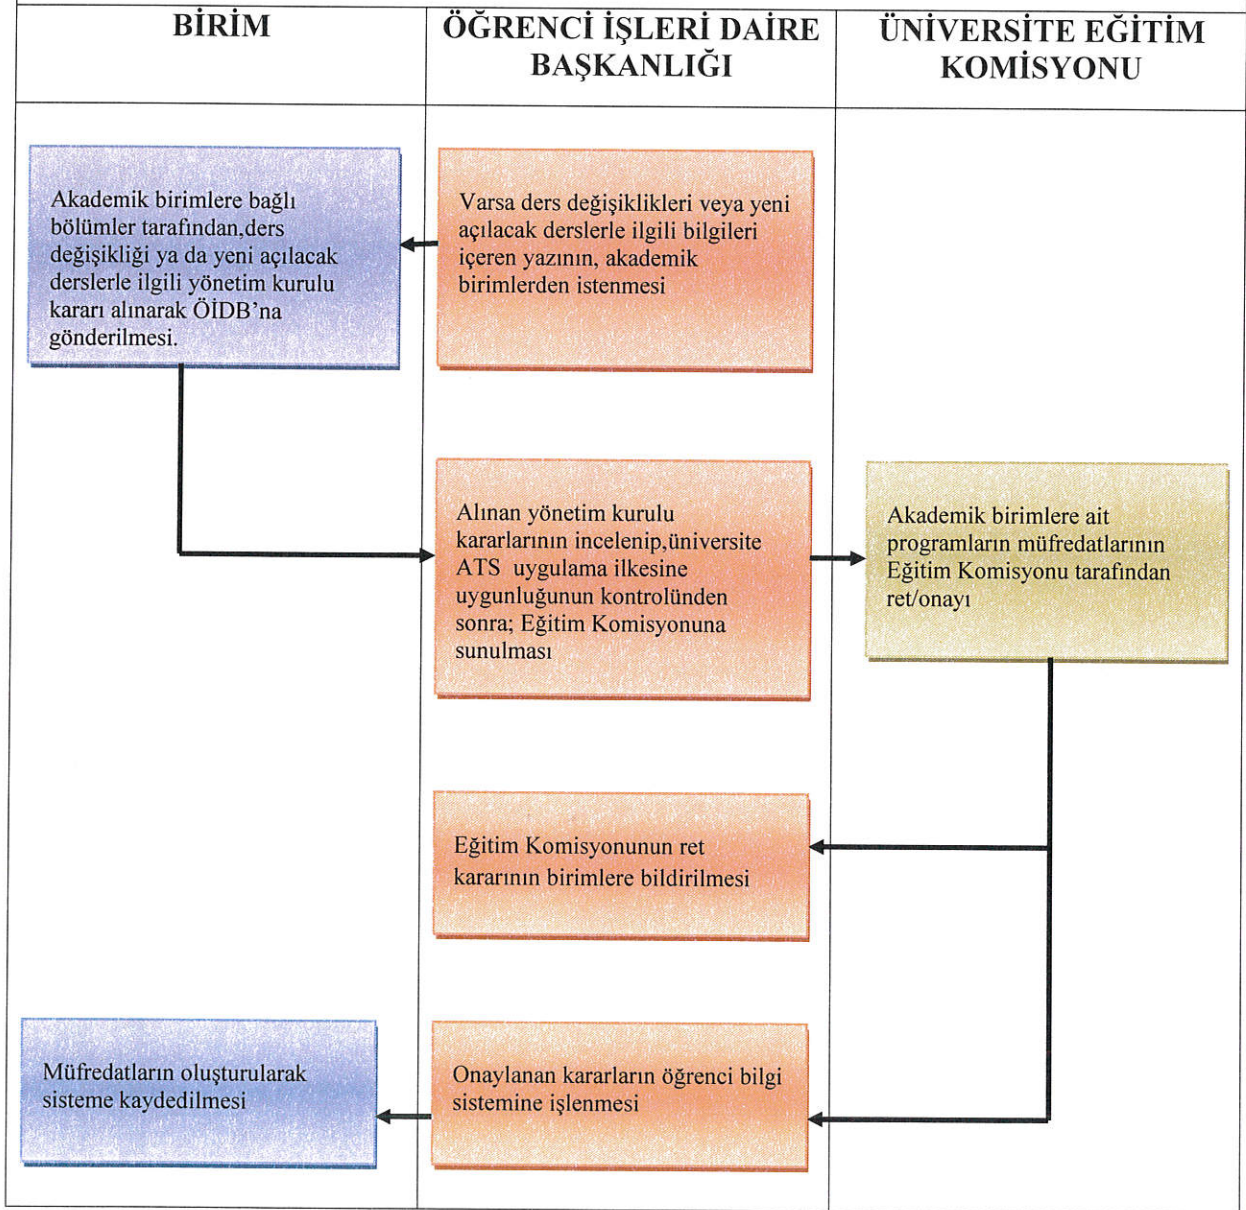 BİRİM
ÖĞRENCİ İŞLERİ DAİRE
BAŞKANLIĞI
ÜNİVERSİTE EĞİTİM
KOMİSYONU
Akademik birimlere bağlı
bölümler tarafından,ders
değişikliği ya da yeni açılacak
derslerle ilgili yönetim kurulu
kararı alınarak ÖİDB’na
gönderilmesi.
Varsa ders değişiklikleri veya yeni
açılacak derslerle ilgili bilgileri
içeren yazının, akademik
birimlerden istenmesi
Alınan yönetim kurulu
kararlarının incelenip,üniversite
ATS uygulama ilkesine
uygunluğunun kontrolünden
sonra; Eğitim Komisyonuna
sunulması
Akademik birimlere ait
programların müfredatlarının
Eğitim Komisyonu tarafından
ret/onayı
Eğitim Komisyonunun ret
kararının birimlere bildirilmesi
Müfredatların oluşturularak
sisteme kaydedilmesi
Onaylanan kararların öğrenci bilgi
sistemine işlenmesi